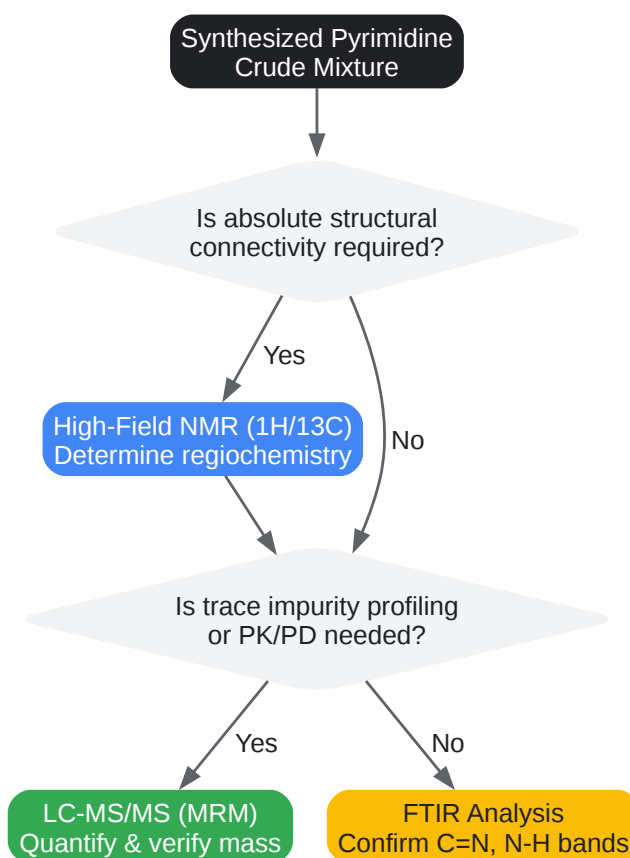 Synthesized Pyrimidine
Crude Mixture
Is absolute structural
connectivity required?
Yes
High-Field NMR (1H/13C)
Determine regiochemistry
No
Is trace impurity profiling
or PK/PD needed?
Yes
No
LC-MS/MS (MRM)
Quantify & verify mass
FTIR Analysis
Confirm C=N, N-H bands